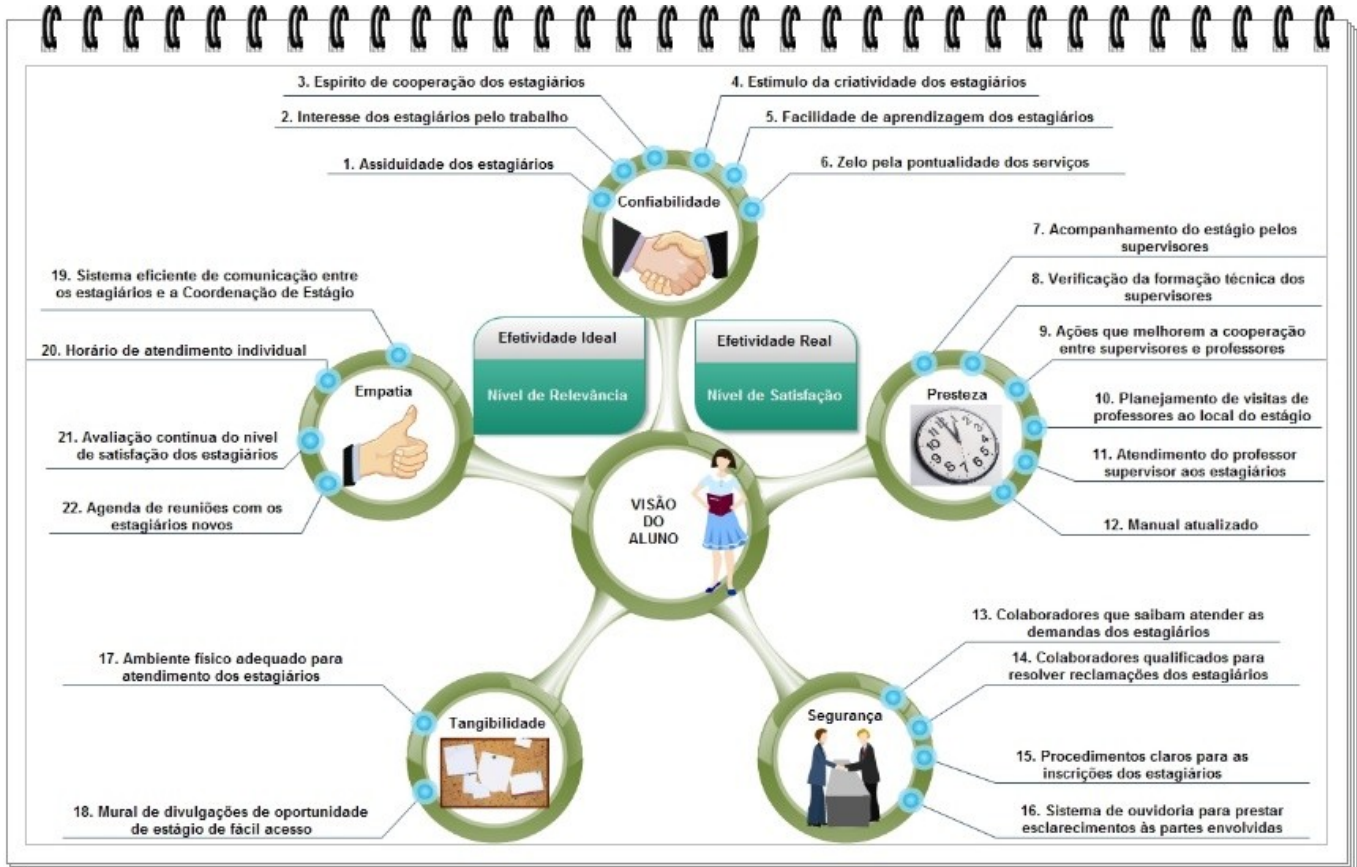 3. Espírito de cooperação dos estagiários
2. Interesse dos estagiários pelo trabalho
1. Assiduidade dos estagiários
4. Estímulo da criatividade dos estagiários
5. Facilidade de aprendizagem dos estagiários
6. Zelo pela pontualidade dos serviços
Confiabilidade
7. Acompanhamento do estágio pelos
supervisores
8. Verificação da formação técnica dos
supervisores
9. Ações que melhorem a cooperação
entre supervisores e professores
10. Planejamento de visitas de
professores ao local do estágio
11. Atendimento do professor
supervisor aos estagiários
12. Manual atualizado
Presteza
19. Sistema eficiente de comunicação entre
os estagiários e a Coordenação de Estágio
20. Horário de atendimento individual
21. Avaliação contínua do nível
de satisfação dos estagiários
22. Agenda de reuniões com os
estagiários novos
Empatia
Efetividade Ideal
Nível de Relevância
Efetividade Real
Nível de Satisfação
VISÃO
DO
ALUNO
17. Ambiente físico adequado para
atendimento dos estagiários
18. Mural de divulgações de oportunidade
de estágio de fácil acesso
Tangibilidade
13. Colaboradores que saibam atender as
demandas dos estagiários
14. Colaboradores qualificados para
resolver reclamações dos estagiários
15. Procedimentos claros para as
inscrições dos estagiários
16. Sistema de ouvidoria para prestar
esclarecimentos às partes envolvidas
Segurança